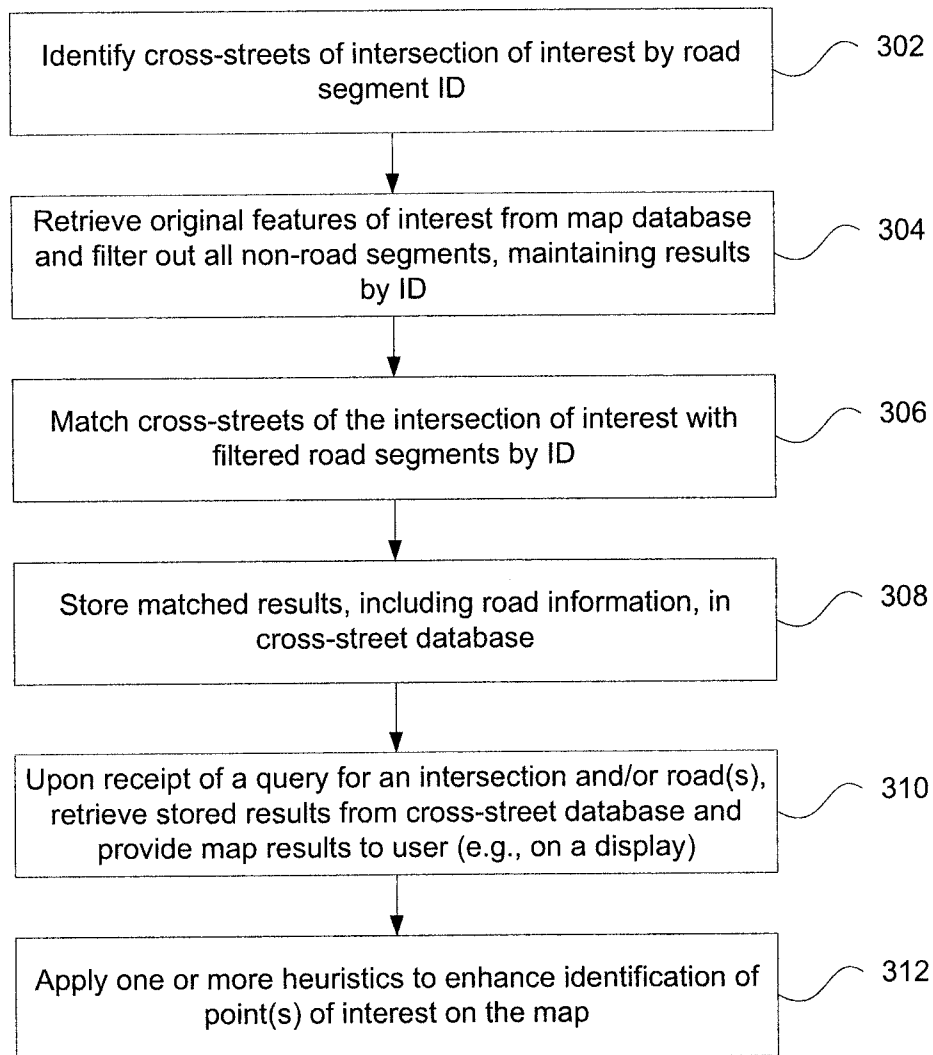 Identify cross-streets of intersection of interest by road
segment ID
302
Retrieve original features of interest from map database
and filter out all non-road segments, maintaining results
by ID
304
Match cross-streets of the intersection of interest with
filtered road segments by ID
306
Store matched results, including road information, in
cross-street database
308
Upon receipt of a query for an intersection and/or road(s),
retrieve stored results from cross-street database and
provide map results to user (e.g., on a display)
310
Apply one or more heuristics to enhance identification of
point(s) of interest on the map
312